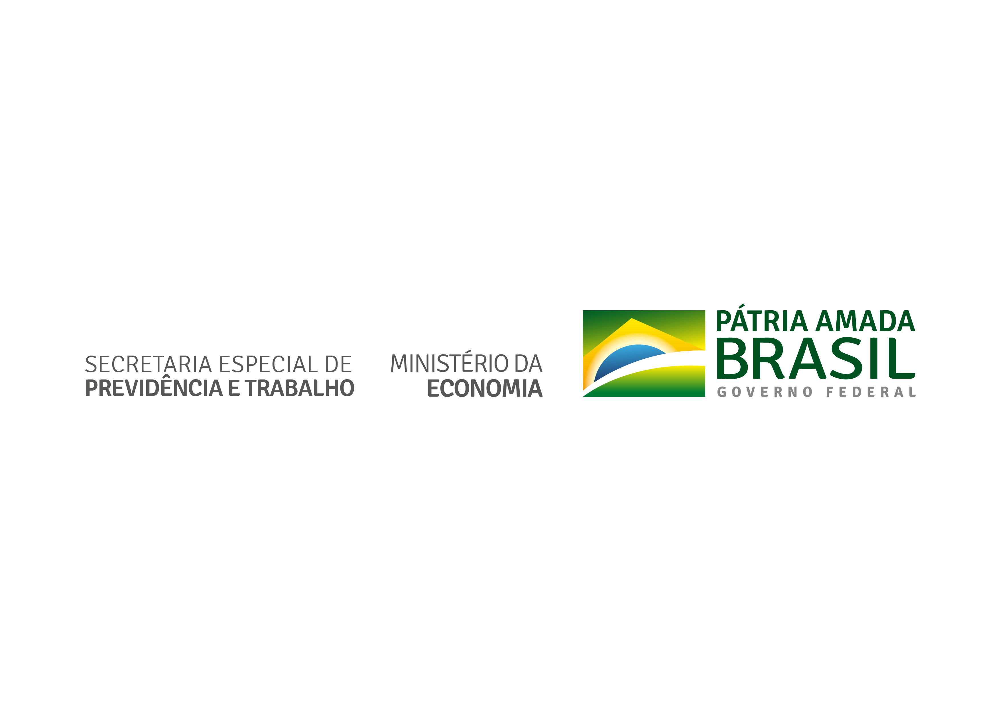 SECRETARIA ESPECIAL DE
PREVIDÊNCIA E TRABALHO
MINISTÉRIO DA
ECONOMIA
PÁTRIA AMADA
BRASIL
GOVERNO FEDERAL